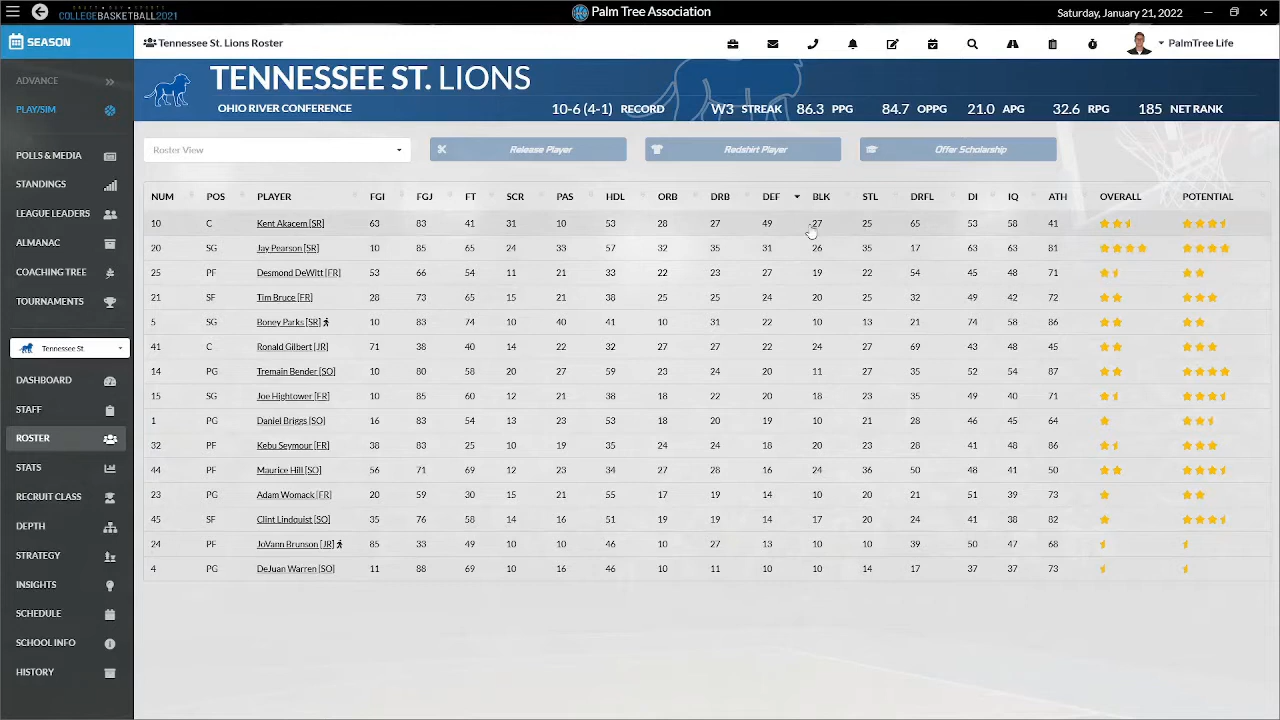 DRAFT DAY SPORTS
COLLEGEBASKETBALL2021
Palm Tree Association
Saturday, January 21, 2022
SEASON
Tennessee St. Lions Roster
PalmTree Life
ADVANCE
PLAY/SIM
POLLS & MEDIA
STANDINGS
LEAGUE LEADERS
ALMANAC
COACHING TREE
TOURNAMENTS
Tennessee St.
DASHBOARD
STAFF
ROSTER
STATS
RECRUIT CLASS
DEPTH
STRATEGY
INSIGHTS
SCHEDULE
SCHOOL INFO
HISTORY
TENNESSEE ST. LIONS
OHIO RIVER CONFERENCE
10-6 (4-1) RECORD W3 STREAK 86.3 PPG 84.7 OPPG 21.0 APG 32.6 RPG 185 NET RANK
Roster View Release Player Redshirt Player Offer Scholarship
NUM POS PLAYER FGI FGJ FT SCR PAS HDL ORB DRB DEF BLK STL DRFL DI IQ ATH OVERALL POTENTIAL
10 C Kent Akacem [SR] 63 83 41 31 10 53 28 27 49 27 25 65 53 58 41
20 SG Jay Pearson [SR] 10 85 65 24 33 57 32 35 31 26 35 17 63 63 81
25 PF Desmond DeWitt [FR] 53 66 54 11 21 33 22 23 27 19 22 54 45 48 71
21 SF Tim Bruce [FR] 28 73 65 15 21 38 25 25 24 20 25 32 49 42 72
5 SG Boney Parks [SR] 10 83 74 10 40 41 10 31 22 10 13 21 74 58 86
41 C Ronald Gilbert [JR] 71 38 40 14 22 32 27 27 22 24 27 69 43 48 45
14 PG Tremain Bender [SO] 10 80 58 20 27 59 23 24 20 11 27 35 52 54 87
15 SG Joe Hightower [FR] 10 85 60 12 21 38 18 22 20 18 23 35 49 40 71
1 PG Daniel Briggs [SO] 16 83 54 13 23 53 18 20 19 10 21 28 46 45 64
32 PF Kebu Seymour [FR] 38 83 25 10 19 35 24 24 18 20 23 28 41 48 86
44 PF Maurice Hill [SO] 56 71 69 12 23 34 27 28 16 24 36 50 48 41 50
23 PG Adam Womack [FR] 20 59 30 15 21 28 17 19 14 10 20 21 51 39 73
45 SF Clint Lindquist [SO] 35 76 58 14 16 51 19 19 14 17 20 24 41 38 82
24 PF JoVann Brunson [JR] 85 33 49 10 10 46 10 27 13 10 10 39 50 47 68
4 PG DeJuan Warren [SO] 11 88 69 10 16 46 10 11 10 10 14 17 37 37 73